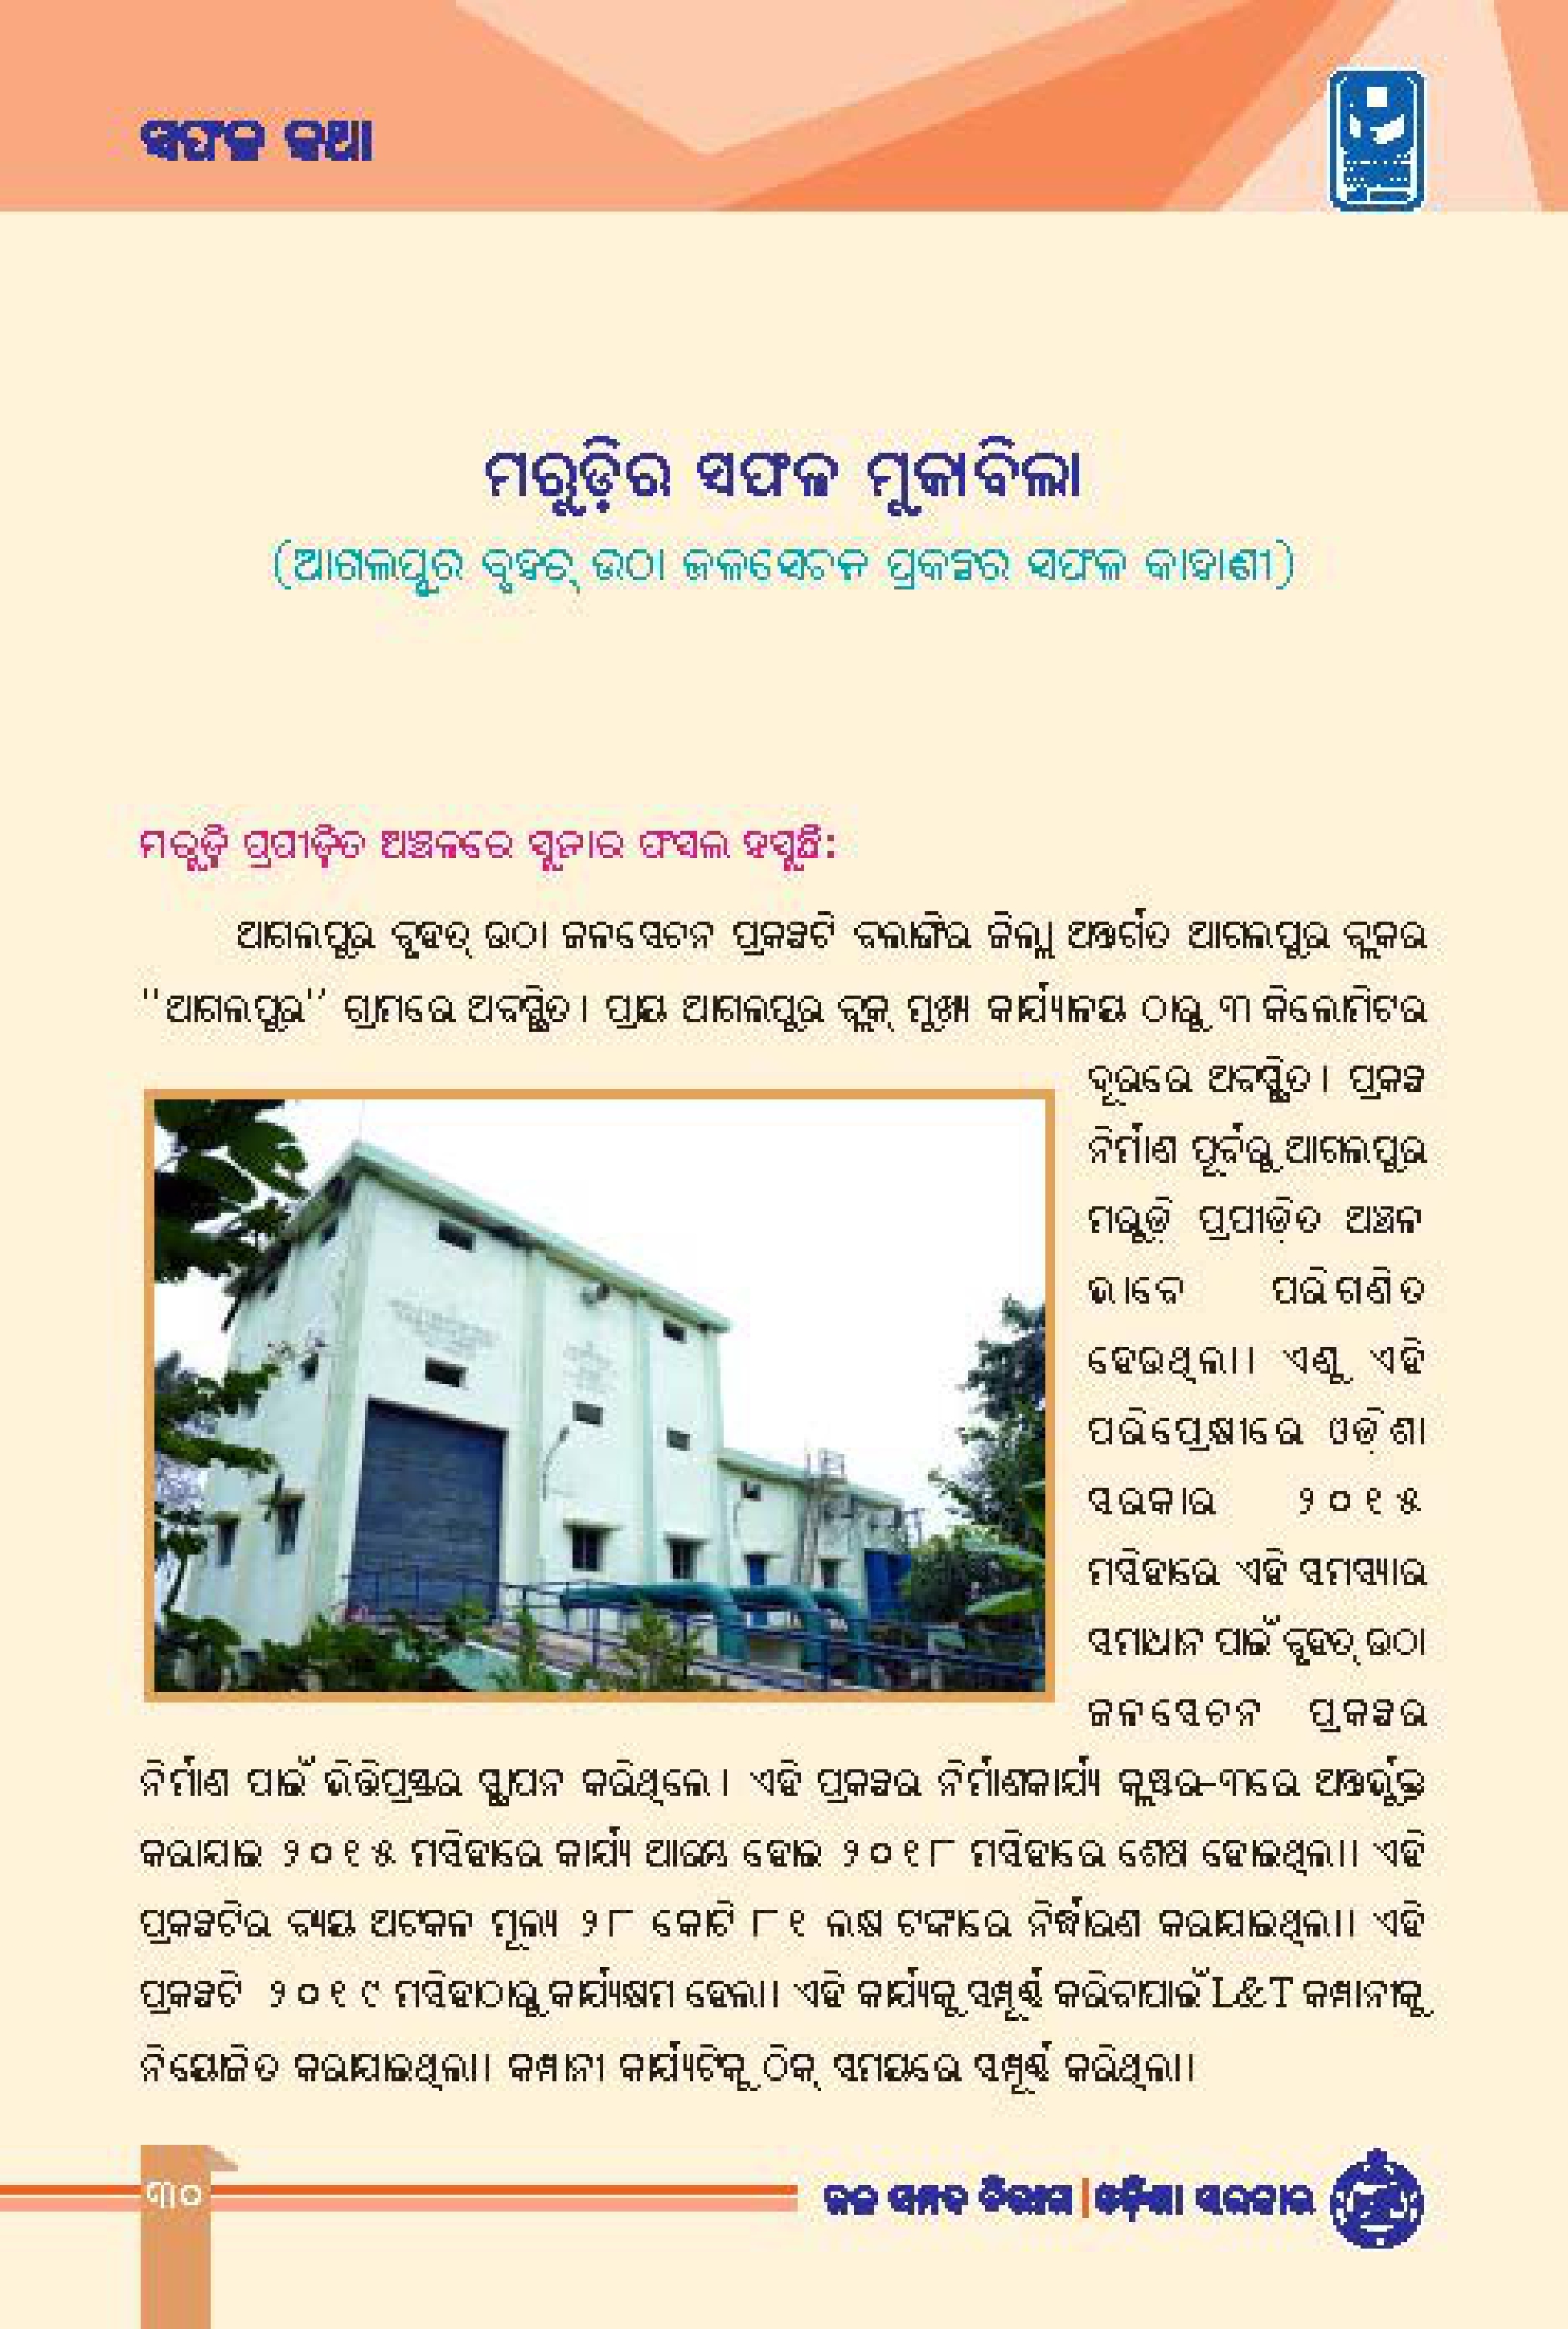 ସଫଳ କଥା
ମରୁଡ଼ିର ସଫଳ ମୁକାବିଲା
(ଆଗଲପୁର ବୃହତ୍ ଉଠା ଜଳସେଚନ ପ୍ରକଳ୍ପର ସଫଳ କାହାଣୀ)
ମରୁଡ଼ି ପ୍ରପୀଡ଼ିତ ଅଞ୍ଚଳରେ ସୁନାର ଫସଲ ହସୁଛି:
ଆଗଲପୁର ବୃହତ୍ ଉଠା ଜଳସେଚନ ପ୍ରକଳ୍ପଟି ବଲାଙ୍ଗିର ଜିଲ୍ଲା ଅନ୍ତର୍ଗତ ଆଗଲପୁର ବ୍ଲକର
"ଆଗଲପୁର" ଗ୍ରାମରେ ଅବସ୍ଥିତ। ପ୍ରାୟ ଆଗଲପୁର ବ୍ଲକ୍ ମୁଖ୍ୟ କାର୍ଯ୍ୟାଳୟ ଠାରୁ ୩ କିଲୋମିଟର
ଦୂରରେ ଅବସ୍ଥିତ। ପ୍ରକଳ୍ପ
ନିର୍ମାଣ ପୂର୍ବରୁ ଆଗଲପୁର
ମରୁଡ଼ି ପ୍ରପୀଡ଼ିତ ଅଞ୍ଚଳ
ଭାବେ ପରିଗଣିତ
ହେଉଥିଲା। ଏଣୁ ଏହି
ପରିପ୍ରେକ୍ଷୀରେ ଓଡ଼ିଶା
ସରକାର ୨୦୧୫
ମସିହାରେ ଏହି ସମସ୍ୟାର
ସମାଧାନ ପାଇଁ ବୃହତ୍ ଉଠା
ଜଳସେଚନ ପ୍ରକଳ୍ପର
ନିର୍ମାଣ ପାଇଁ ଭିତ୍ତିପ୍ରସ୍ତର ସ୍ଥାପନ କରିଥିଲେ। ଏହି ପ୍ରକଳ୍ପର ନିର୍ମାଣକାର୍ଯ୍ୟ କ୍ଲଷ୍ଟର-୩ରେ ଅନ୍ତର୍ଭୁକ୍ତ
କରାଯାଇ ୨୦୧୫ ମସିହାରେ କାର୍ଯ୍ୟ ଆରମ୍ଭ ହୋଇ ୨୦୧୮ ମସିହାରେ ଶେଷ ହୋଇଥିଲା। ଏହି
ପ୍ରକଳ୍ପଟିର ବ୍ୟୟ ଅଟକଳ ମୂଲ୍ୟ ୨୮ କୋଟି ୮୧ ଲକ୍ଷ ଟଙ୍କାରେ ନିର୍ଦ୍ଧାରଣ କରାଯାଇଥିଲା। ଏହି
ପ୍ରକଳ୍ପଟି ୨୦୧୯ ମସିହାଠାରୁ କାର୍ଯ୍ୟକ୍ଷମ ହେଲା। ଏହି କାର୍ଯ୍ୟକୁ ସମ୍ପୂର୍ଣ୍ଣ କରିବାପାଇଁ L&T କମ୍ପାନୀକୁ
ନିୟୋଜିତ କରାଯାଇଥିଲା। କମ୍ପାନୀ କାର୍ଯ୍ୟଟିକୁ ଠିକ୍ ସମୟରେ ସମ୍ପୂର୍ଣ୍ଣ କରିଥିଲା।
୩୦
ଜଳ ସମ୍ପଦ ବିଭାଗ | ଓଡ଼ିଶା ସରକାର